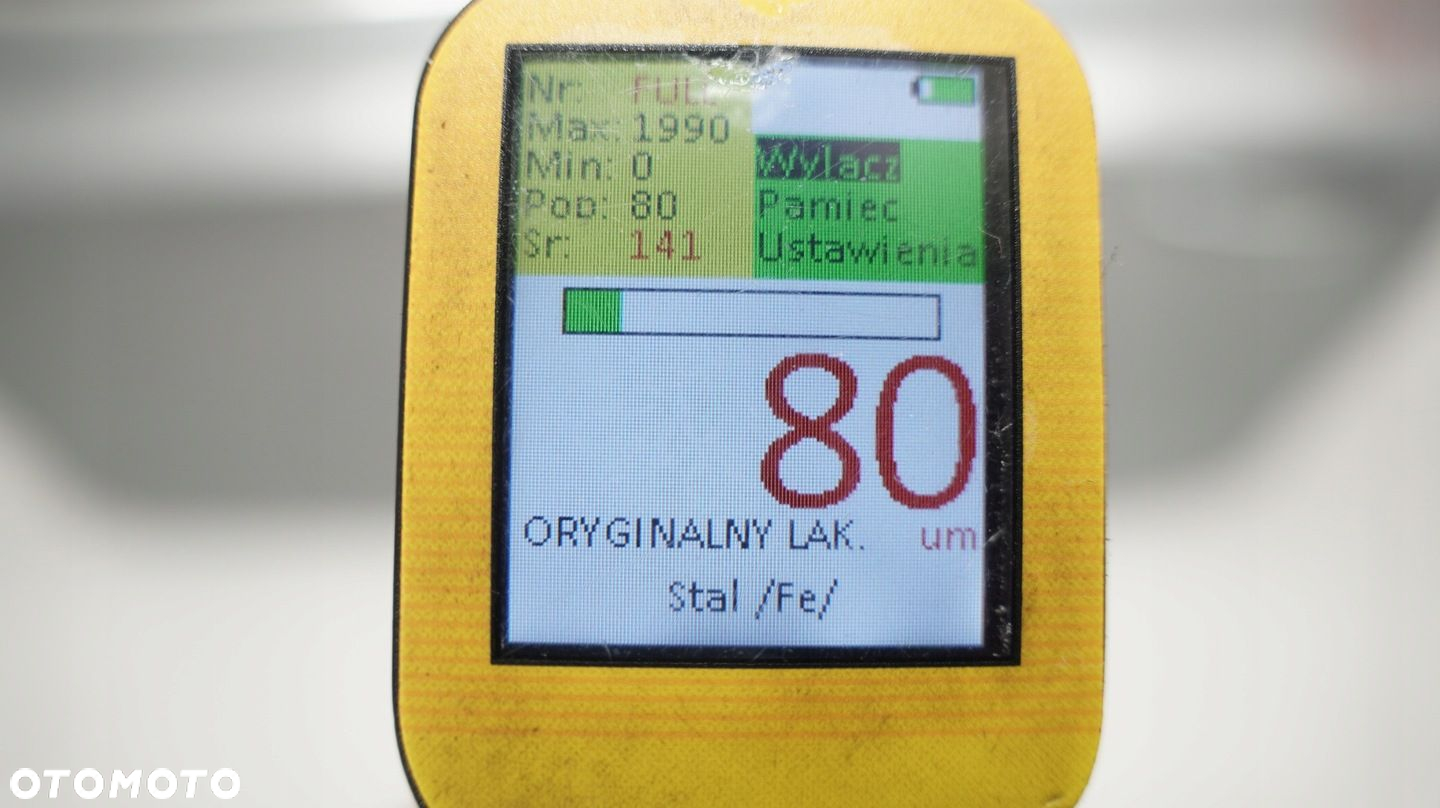 Nr: FULL
Max: 1990
Min: 0
Pop: 80
Sr: 141
Wylacz
Pamiec
Ustawienia
80
ORYGINALNY LAK. um
Stal /Fe/
OTOMOTO